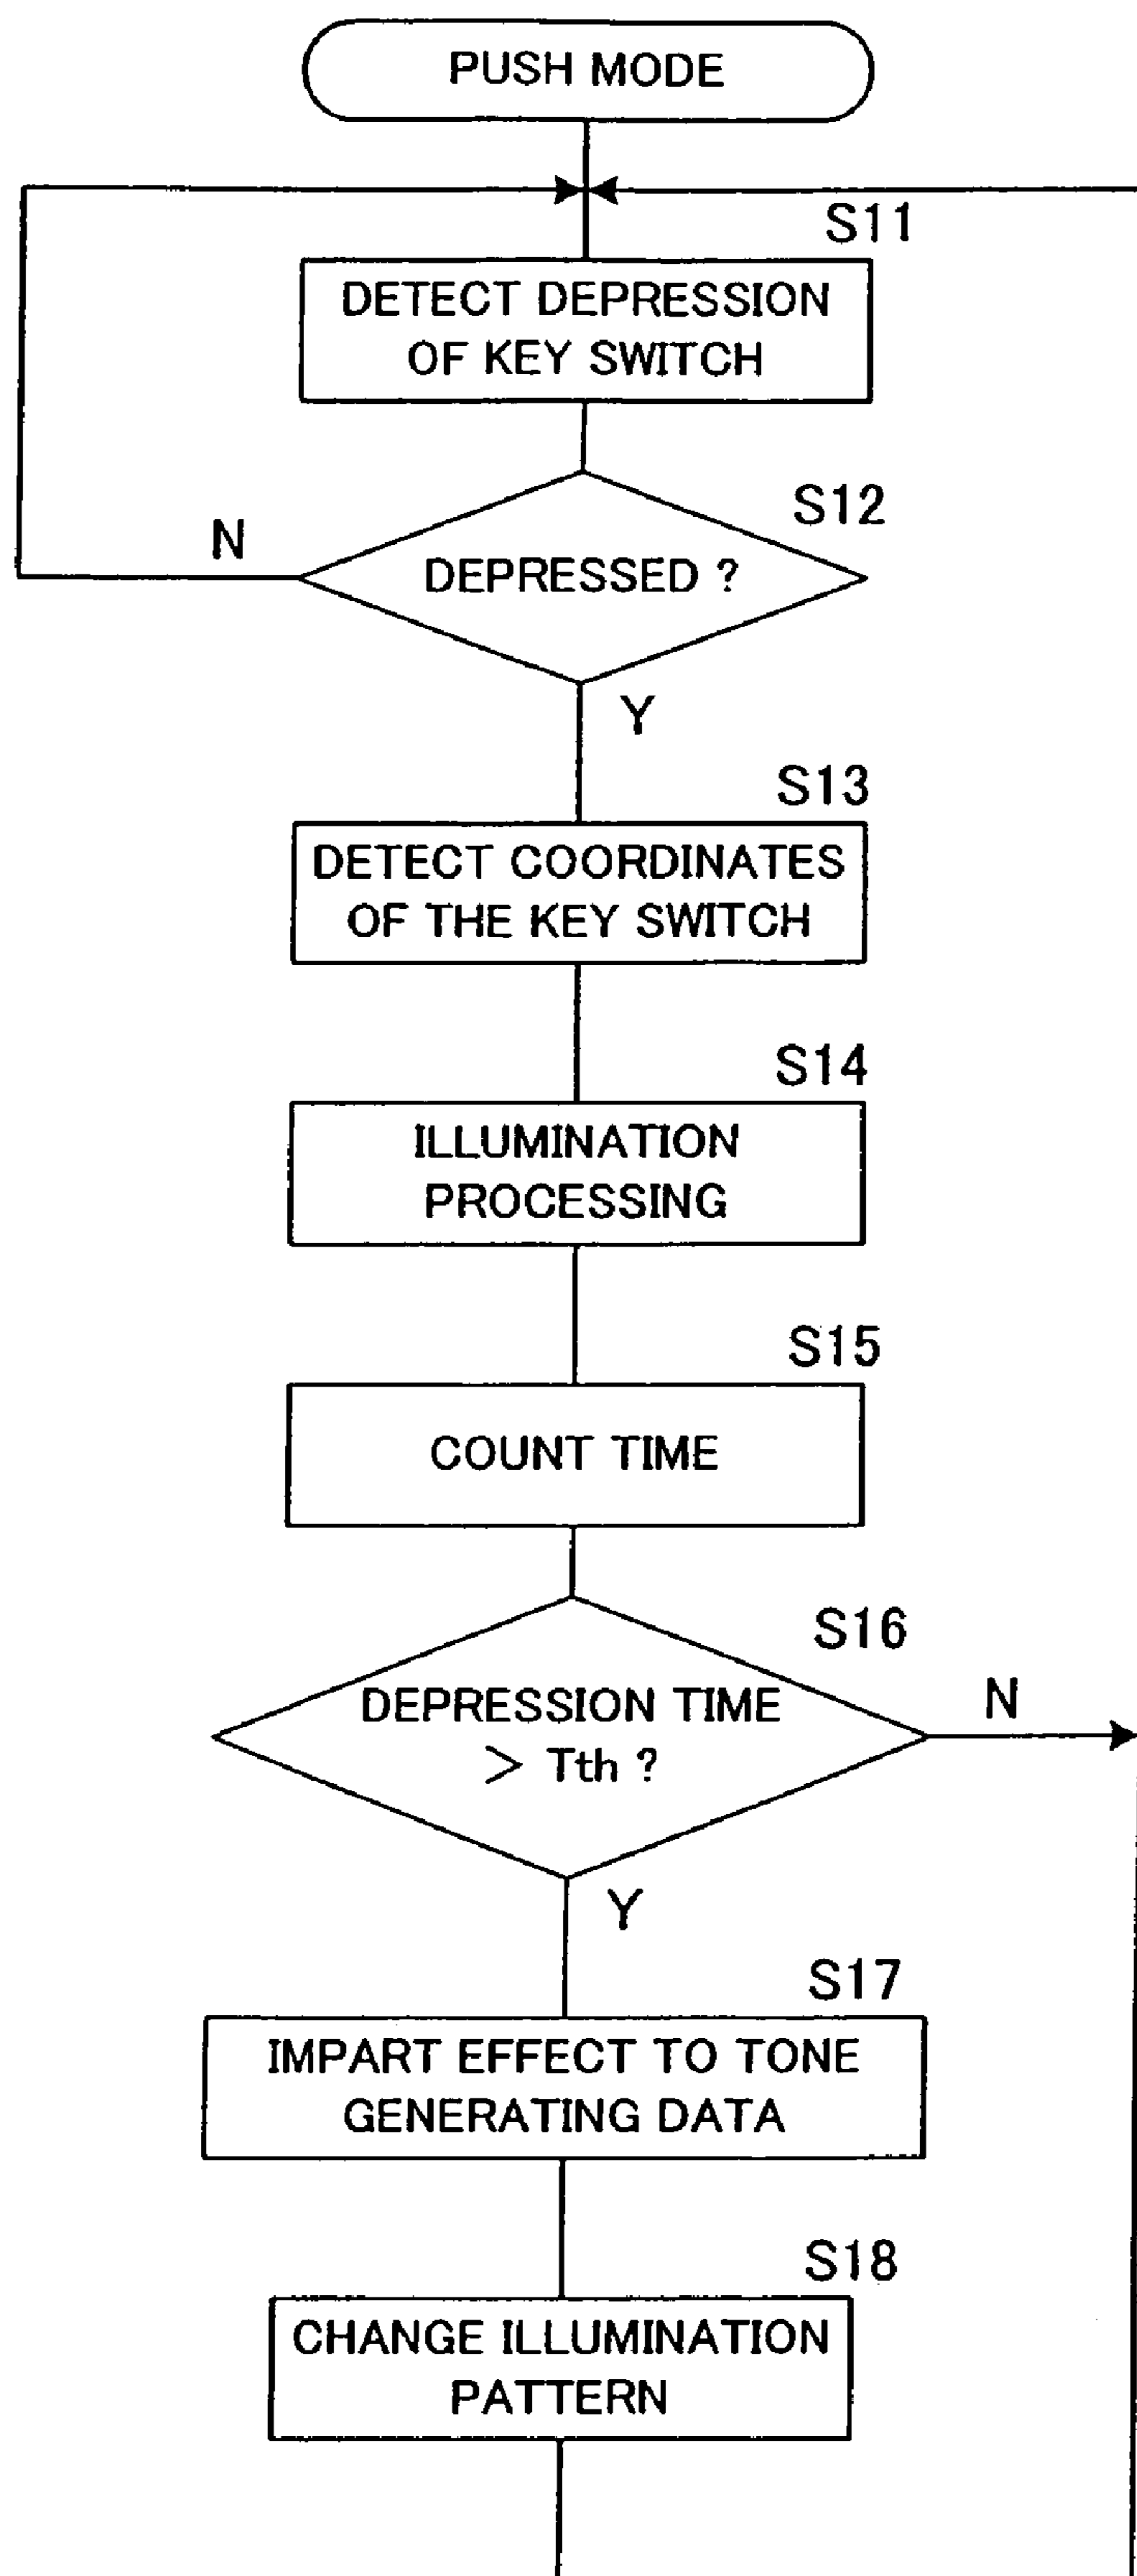 PUSH MODE
S11
DETECT DEPRESSION
OF KEY SWITCH
S12
N
DEPRESSED ?
Y
S13
DETECT COORDINATES
OF THE KEY SWITCH
S14
ILLUMINATION
PROCESSING
S15
COUNT TIME
S16
DEPRESSION TIME
> Tth ?
N
Y
S17
IMPART EFFECT TO TONE
GENERATING DATA
S18
CHANGE ILLUMINATION
PATTERN